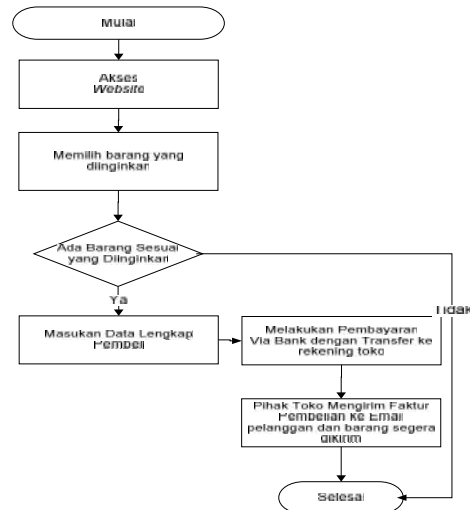 Mulai
Akses
Website
Memilih barang yang
diinginkan
Ada Barang Sesuai
yang Diinginkan
Ya
Tidak
Masukan Data Lengkap
Pembeli
Melakukan Pembayaran
Via Bank dengan Transfer ke
rekening toko
Pihak Toko Mengirim Faktur
Pembelian ke Email
pelanggan dan barang segera
dikirim
Selesai